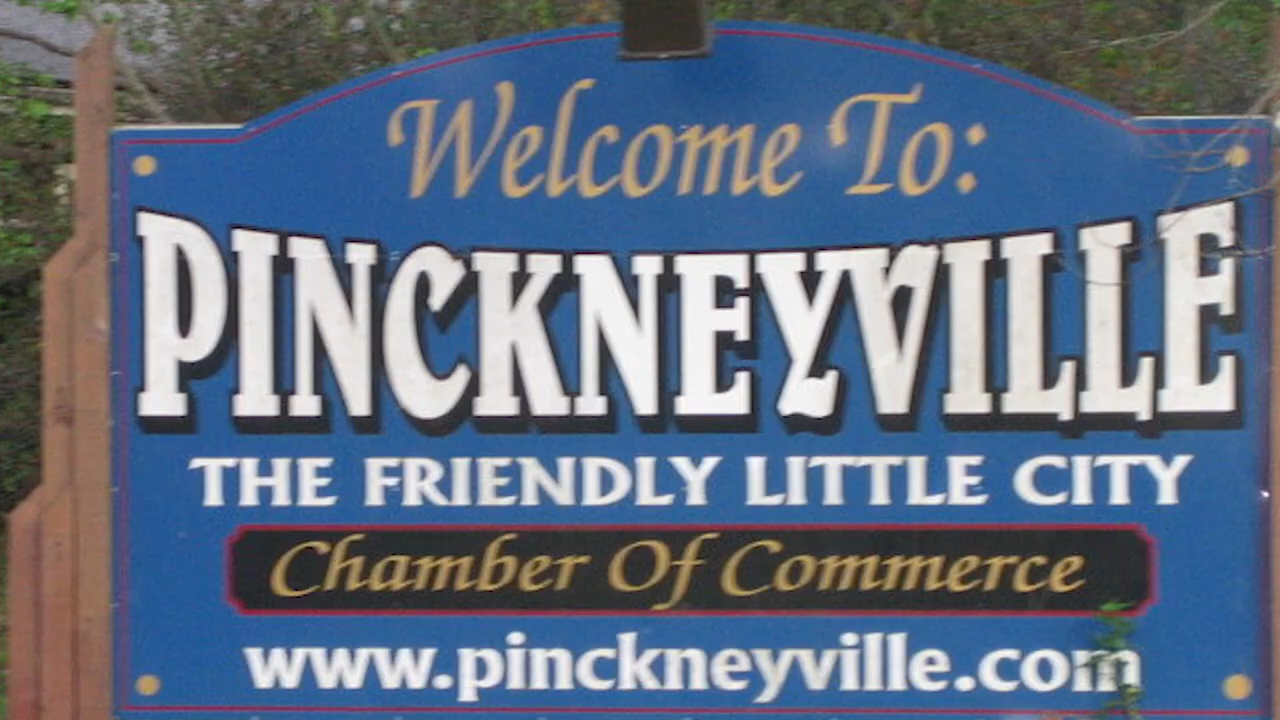 Welcome To:
PINCKNEYVILLE
THE FRIENDLY LITTLE CITY
Chamber Of Commerce
www.pinckneyville.com